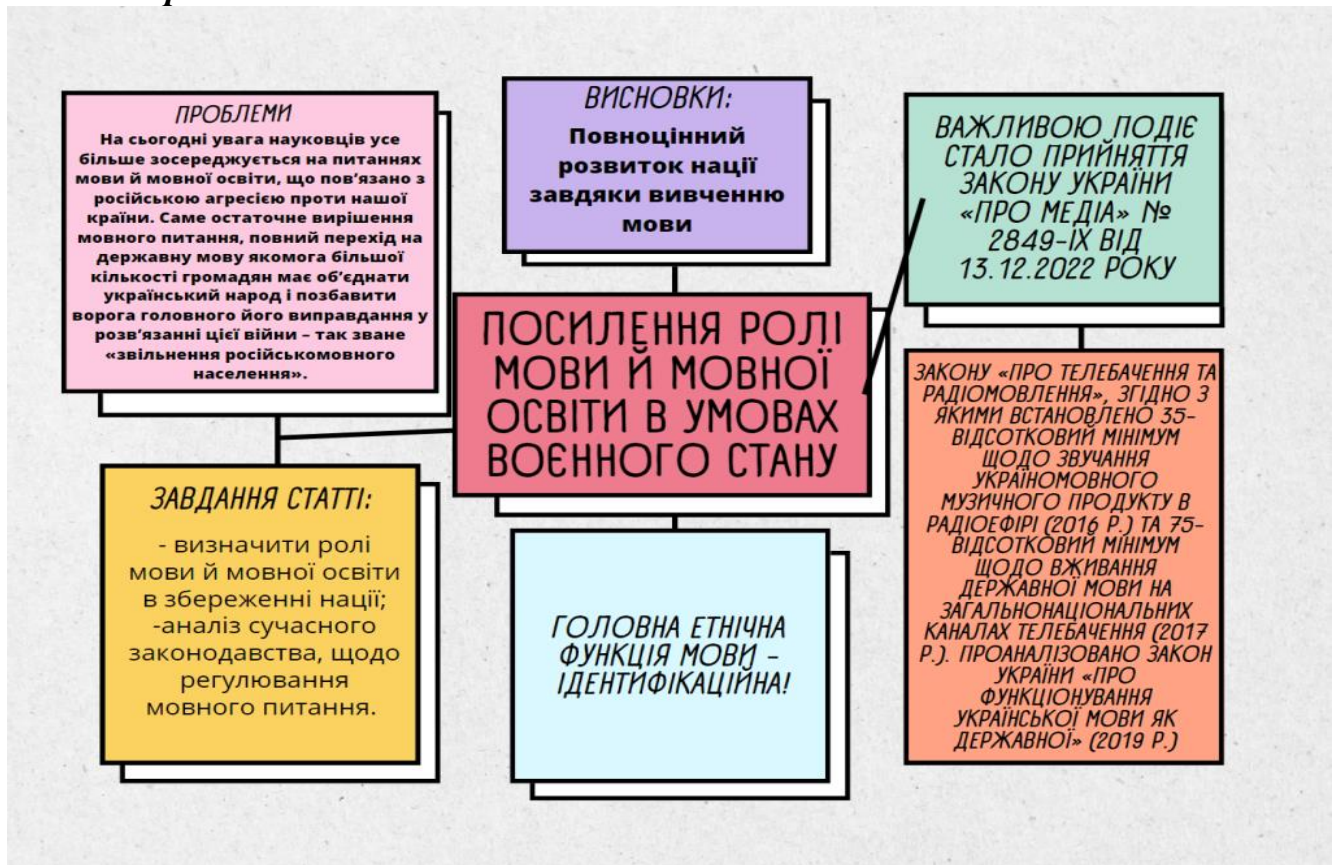 ПРОБЛЕМИ
На сьогодні увага науковців усе
більше зосереджується на питаннях
мови й мовної освіти, що пов’язано з
російською агресією проти нашої
країни. Саме остаточне вирішення
мовного питання, повний перехід на
державну мову якомога більшої
кількості громадян має об’єднати
український народ і позбавити
ворога головного його виправдання у
розв’язанні цієї війни – так зване
«звільнення російськомовного
населення».
ВИСНОВКИ:
Повноцінний
розвиток нації
завдяки вивченню
мови
ВАЖЛИВОЮ ПОДІЄ
СТАЛО ПРИЙНЯТТЯ
ЗАКОНУ УКРАЇНИ
«ПРО МЕДІА» №
2849-IX ВІД
13.12.2022 РОКУ
ПОСИЛЕННЯ РОЛІ
МОВИ Й МОВНОЇ
ОСВІТИ В УМОВАХ
ВОЄННОГО СТАНУ
ЗАВДАННЯ СТАТТІ:
- визначити ролі
мови й мовної освіти
в збереженні нації;
-аналіз сучасного
законодавства, щодо
регулювання
мовного питання.
ГОЛОВНА ЕТНІЧНА
ФУНКЦІЯ МОВИ –
ІДЕНТИФІКАЦІЙНА!
ЗАКОНУ «ПРО ТЕЛЕБАЧЕННЯ ТА
РАДІОМОВЛЕННЯ», ЗГІДНО З
ЯКИМИ ВСТАНОВЛЕНО 35-
ВІДСОТКОВИЙ МІНІМУМ
ЩОДО ЗВУЧАННЯ
УКРАЇНОМОВНОГО
МУЗИЧНОГО ПРОДУКТУ В
РАДІОЕФІРІ (2016 Р.) ТА 75-
ВІДСОТКОВИЙ МІНІМУМ
ЩОДО ВЖИВАННЯ
ДЕРЖАВНОЇ МОВИ НА
ЗАГАЛЬНОНАЦІОНАЛЬНИХ
КАНАЛАХ ТЕЛЕБАЧЕННЯ (2017
Р.). ПРОАНАЛІЗОВАНО ЗАКОН
УКРАЇНИ «ПРО
ФУНКЦІОНУВАННЯ
УКРАЇНСЬКОЇ МОВИ ЯК
ДЕРЖАВНОЇ» (2019 Р.)